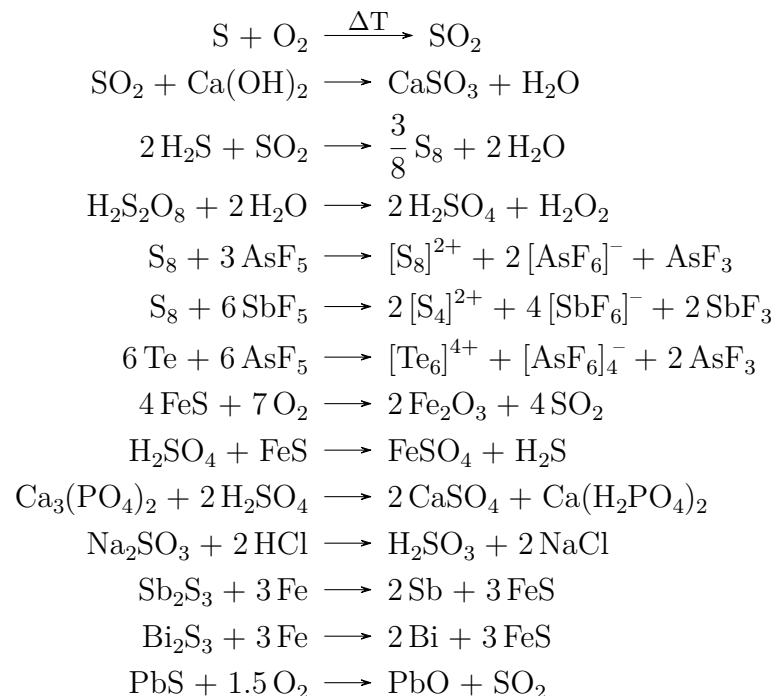 S + O₂ ⟶[ΔT] SO₂
SO₂ + Ca(OH)₂ ⟶ CaSO₃ + H₂O
2 H₂S + SO₂ ⟶ 3/8 S₈ + 2 H₂O
H₂S₂O₈ + 2 H₂O ⟶ 2 H₂SO₄ + H₂O₂
S₈ + 3 AsF₅ ⟶ [S₈]²⁺ + 2 [AsF₆]⁻ + AsF₃
S₈ + 6 SbF₅ ⟶ 2 [S₄]²⁺ + 4 [SbF₆]⁻ + 2 SbF₃
6 Te + 6 AsF₅ ⟶ [Te₆]⁴⁺ + [AsF₆]₄⁻ + 2 AsF₃
4 FeS + 7 O₂ ⟶ 2 Fe₂O₃ + 4 SO₂
H₂SO₄ + FeS ⟶ FeSO₄ + H₂S
Ca₃(PO₄)₂ + 2 H₂SO₄ ⟶ 2 CaSO₄ + Ca(H₂PO₄)₂
Na₂SO₃ + 2 HCl ⟶ H₂SO₃ + 2 NaCl
Sb₂S₃ + 3 Fe ⟶ 2 Sb + 3 FeS
Bi₂S₃ + 3 Fe ⟶ 2 Bi + 3 FeS
PbS + 1.5 O₂ ⟶ PbO + SO₂